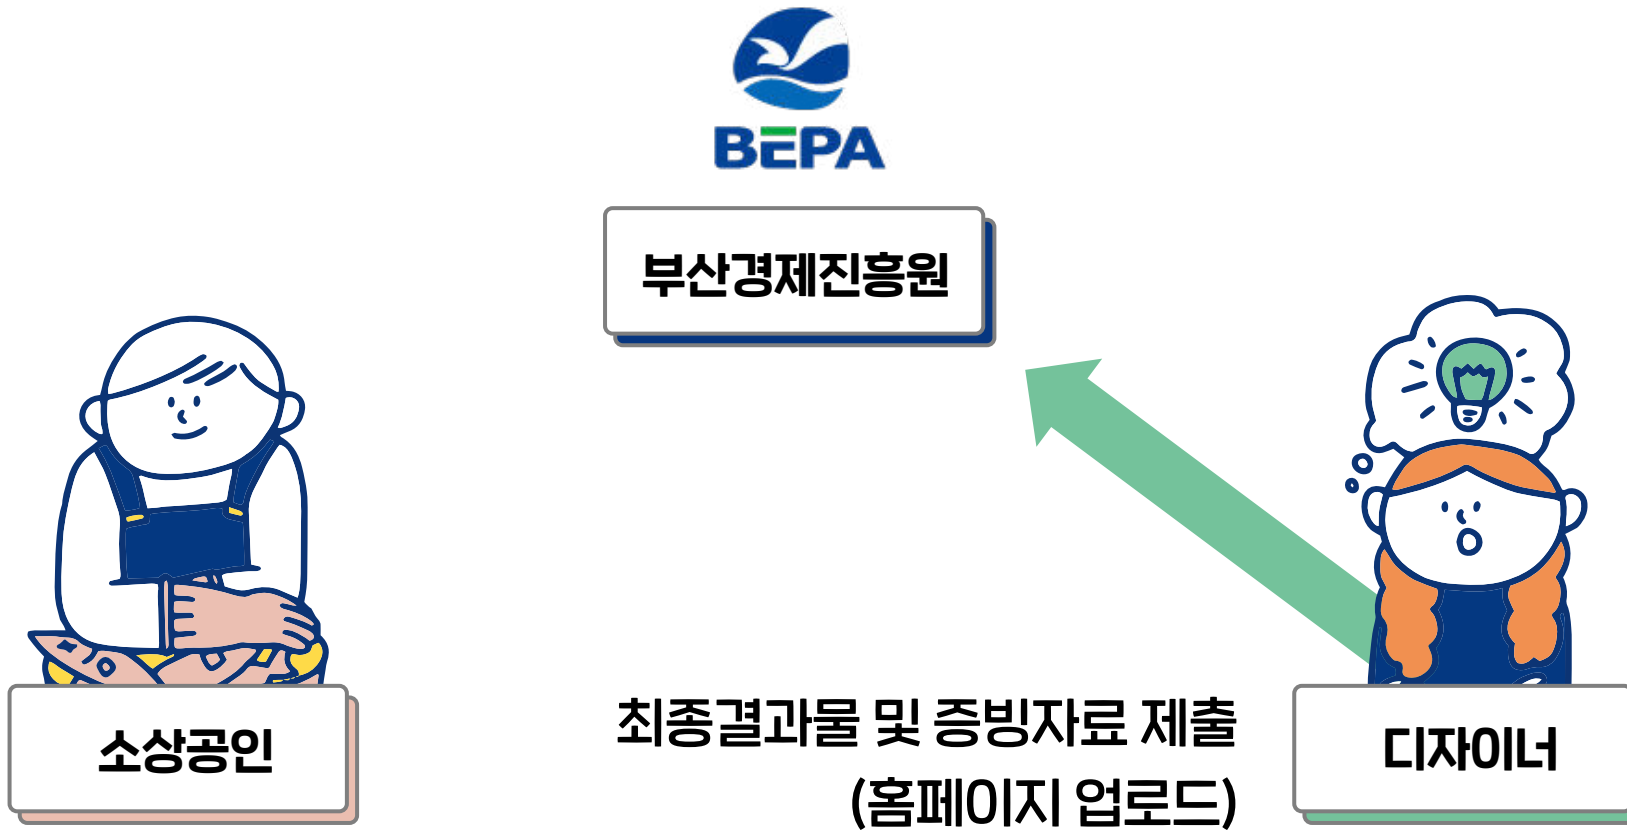 BEPA
부산경제진흥원
소상공인
최종결과물 및 증빙자료 제출
(홈페이지 업로드)
디자이너